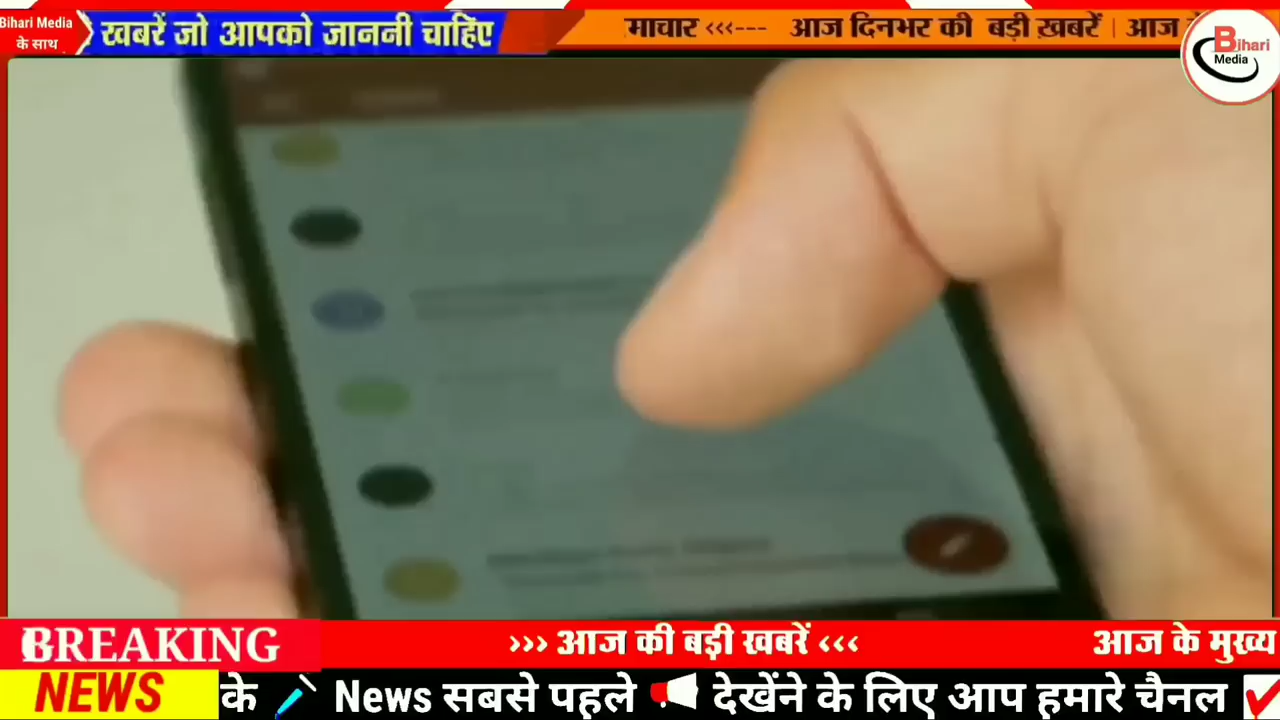 Bihari Media
के साथ
खबरें जो आपको जाननी चाहिए
माचार <<<--- आज दिनभर की बड़ी ख़बरें | आज
Bihari
Media
BREAKING
>>> आज की बड़ी खबरें <<<
आज के मुख्य
NEWS
के News सबसे पहले देखेंने के लिए आप हमारे चैनल